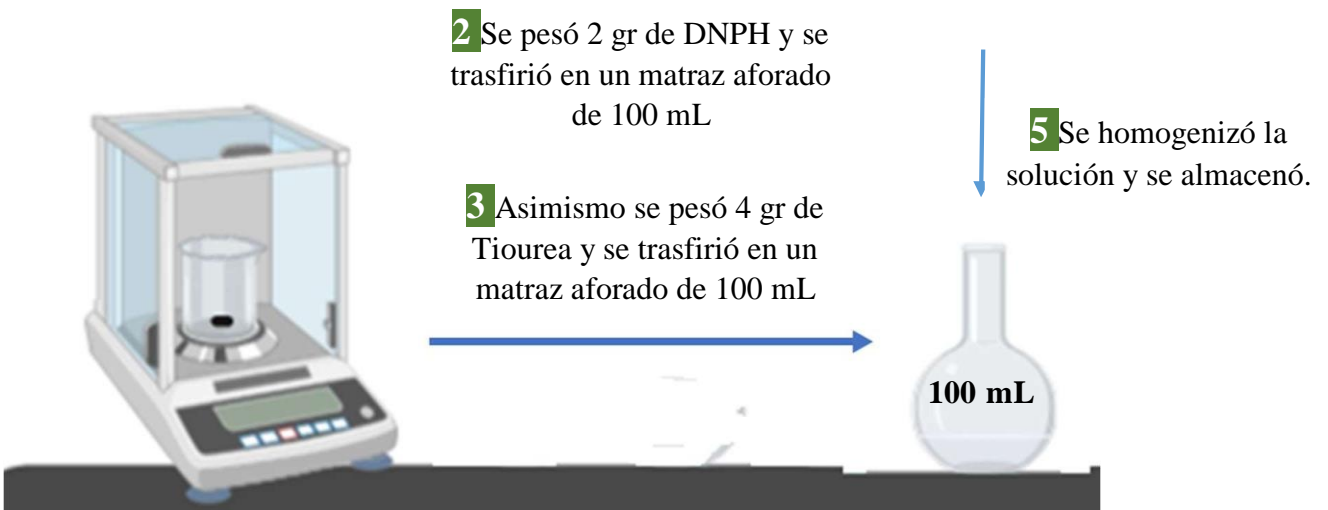 2 Se pesó 2 gr de DNPH y se
trasfirió en un matraz aforado
de 100 mL
3 Asimismo se pesó 4 gr de
Tiourea y se trasfirió en un
matraz aforado de 100 mL
5 Se homogenizó la
solución y se almacenó.
100 mL